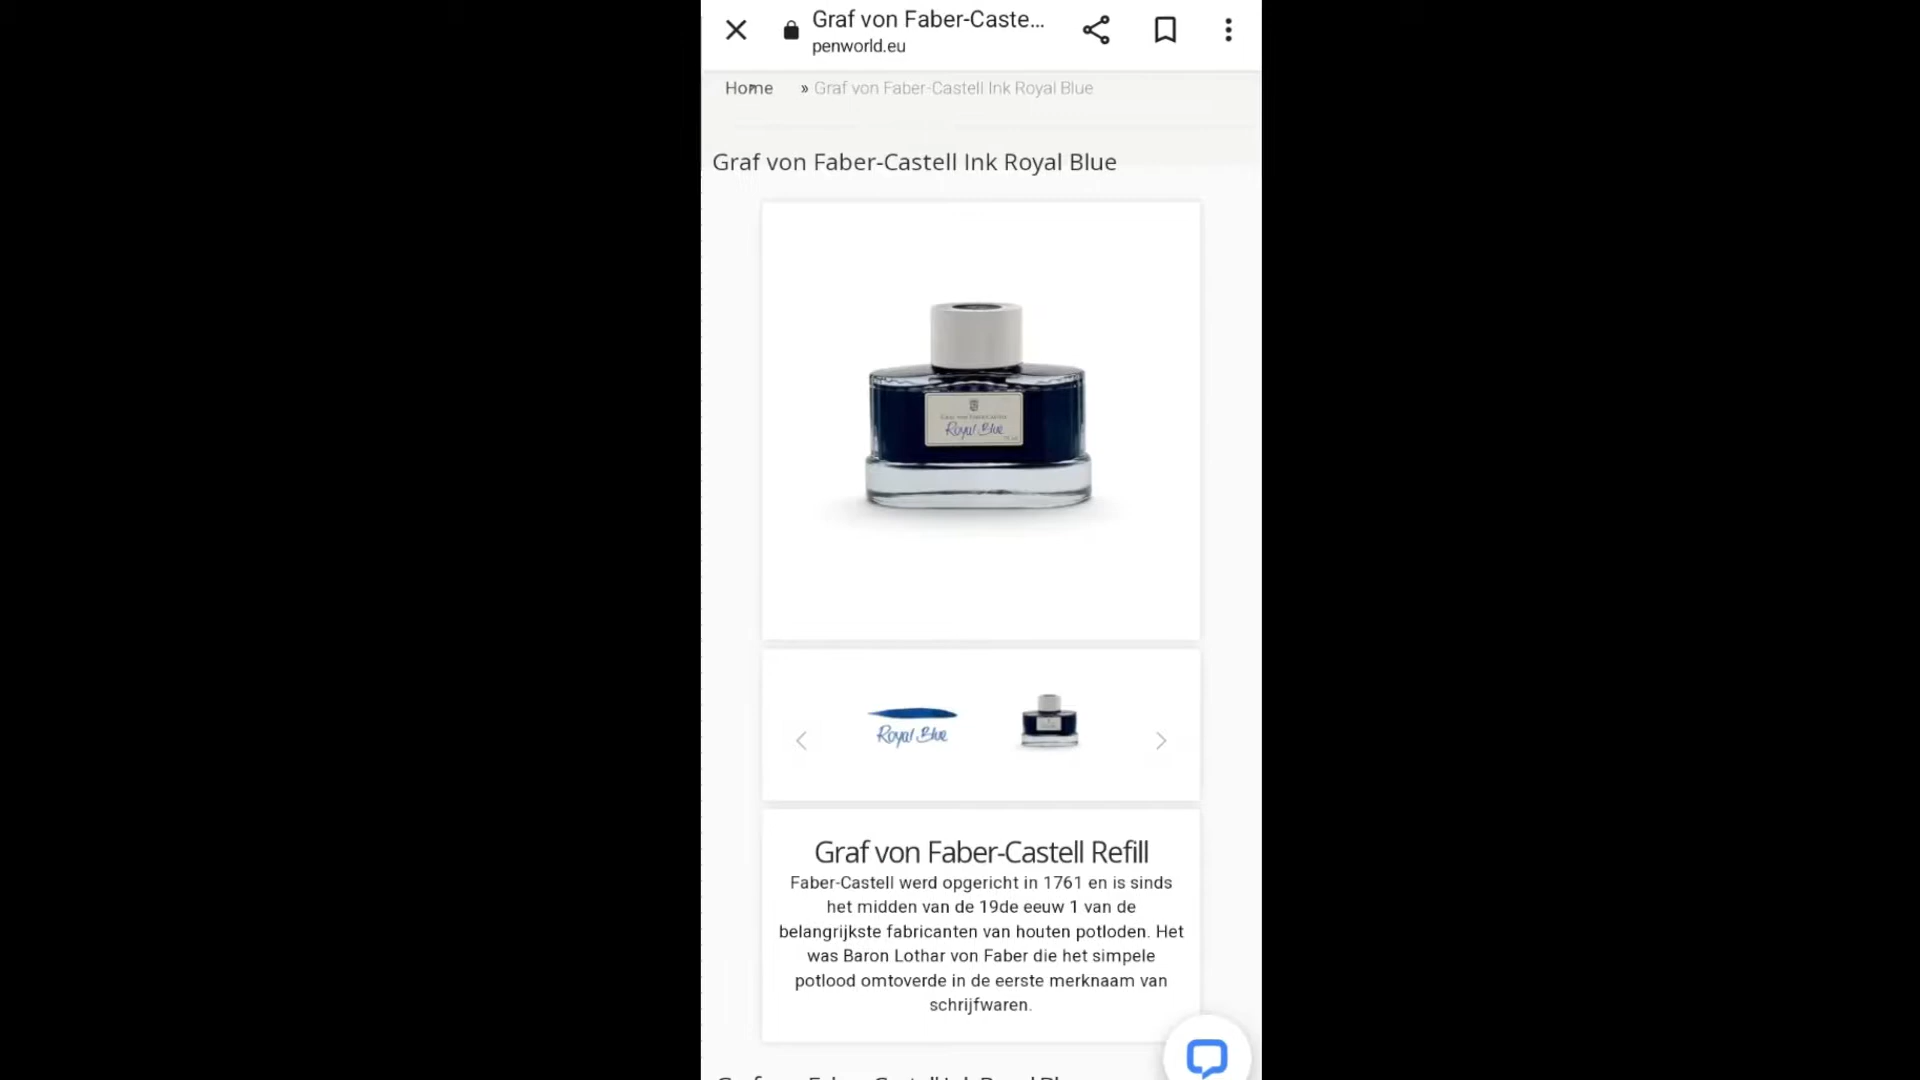 Graf von Faber-Caste...
penworld.eu
Home » Graf von Faber-Castell Ink Royal Blue
Graf von Faber-Castell Ink Royal Blue
Royal Blue
Royal Blue
Graf von Faber-Castell Refill
Faber-Castell werd opgericht in 1761 en is sinds
het midden van de 19de eeuw 1 van de
belangrijkste fabricanten van houten potloden. Het
was Baron Lothar von Faber die het simpele
potlood omtoverde in de eerste merknaam van
schrijfwaren.